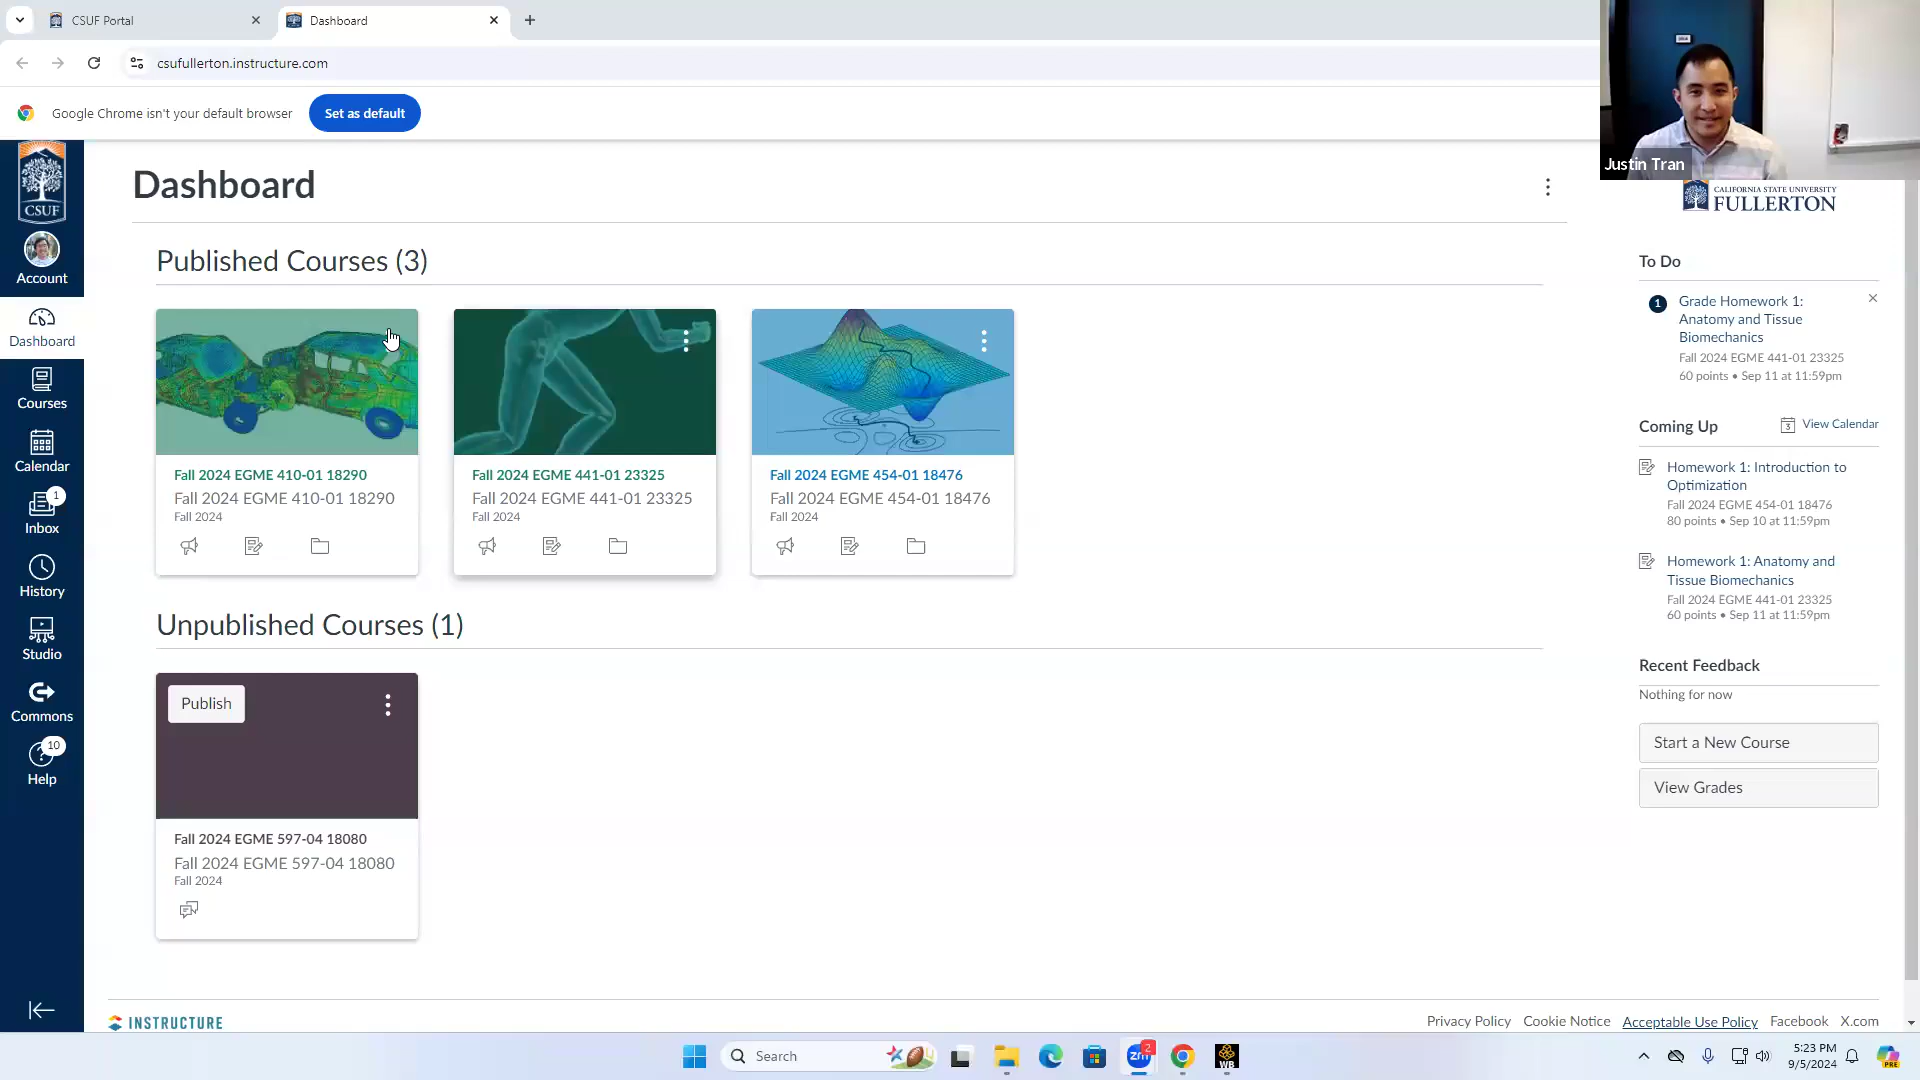 CSUF Portal
Dashboard
csufullerton.instructure.com
Google Chrome isn't your default browser
Set as default
Justin Tran
CSUF
Account
Dashboard
Courses
Calendar
1
Inbox
History
Studio
Commons
10
Help
Dashboard
CALIFORNIA STATE UNIVERSITY
FULLERTON
Published Courses (3)
Fall 2024 EGME 410-01 18290
Fall 2024 EGME 410-01 18290
Fall 2024
Fall 2024 EGME 441-01 23325
Fall 2024 EGME 441-01 23325
Fall 2024
Fall 2024 EGME 454-01 18476
Fall 2024 EGME 454-01 18476
Fall 2024
Unpublished Courses (1)
Publish
Fall 2024 EGME 597-04 18080
Fall 2024 EGME 597-04 18080
Fall 2024
To Do
1
Grade Homework 1:
Anatomy and Tissue
Biomechanics
Fall 2024 EGME 441-01 23325
60 points • Sep 11 at 11:59pm
Coming Up
3
View Calendar
Homework 1: Introduction to
Optimization
Fall 2024 EGME 454-01 18476
80 points • Sep 10 at 11:59pm
Homework 1: Anatomy and
Tissue Biomechanics
Fall 2024 EGME 441-01 23325
60 points • Sep 11 at 11:59pm
Recent Feedback
Nothing for now
Start a New Course
View Grades
INSTRUCTURE
Privacy Policy
Cookie Notice
Acceptable Use Policy
Facebook
X.com
Search
zm
2
WB
5:23 PM
9/5/2024
PRE